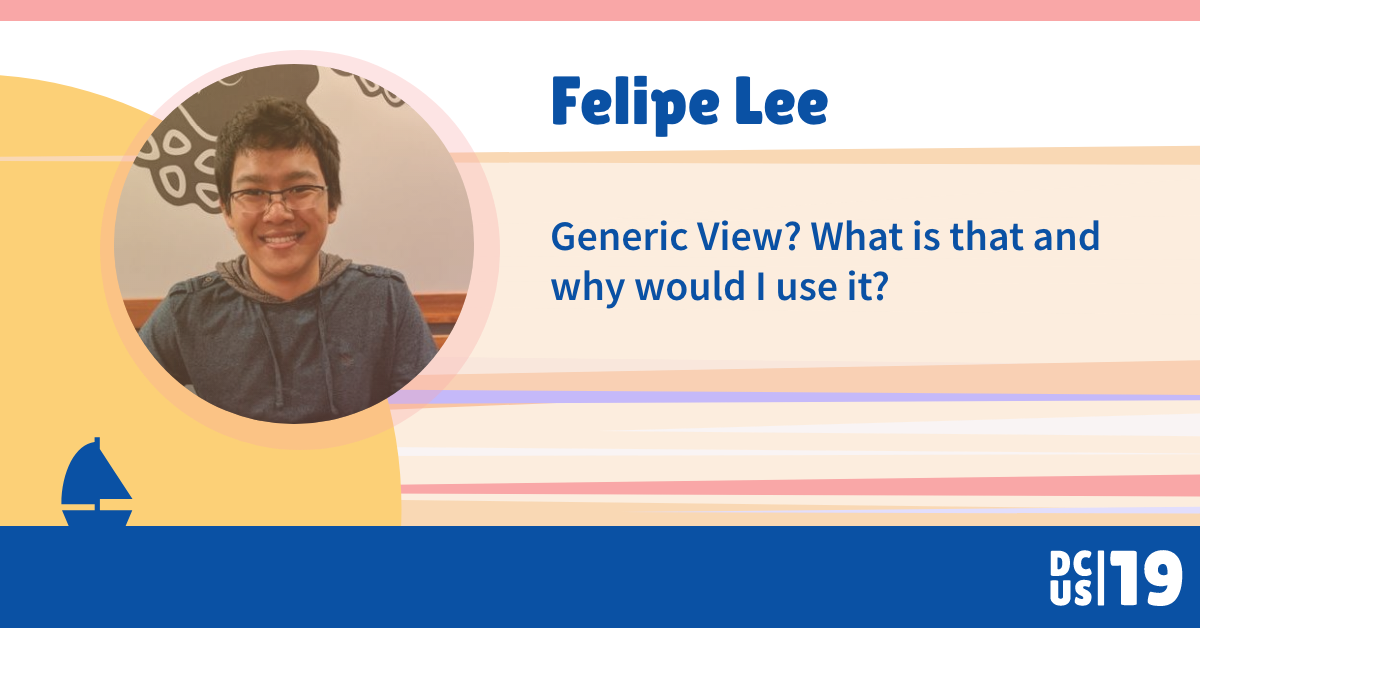 Felipe Lee
Generic View? What is that and
why would I use it?
DC
US
19